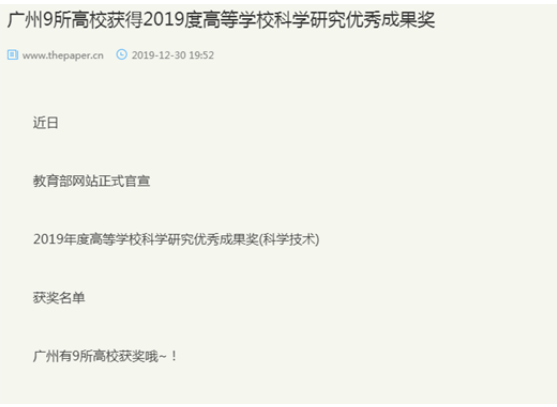 广州9所高校获得2019度高等学校科学研究优秀成果奖
www.thepaper.cn 2019-12-30 19:52
近日
教育部网站正式官宣
2019年度高等学校科学研究优秀成果奖(科学技术)
获奖名单
广州有9所高校获奖哦~！